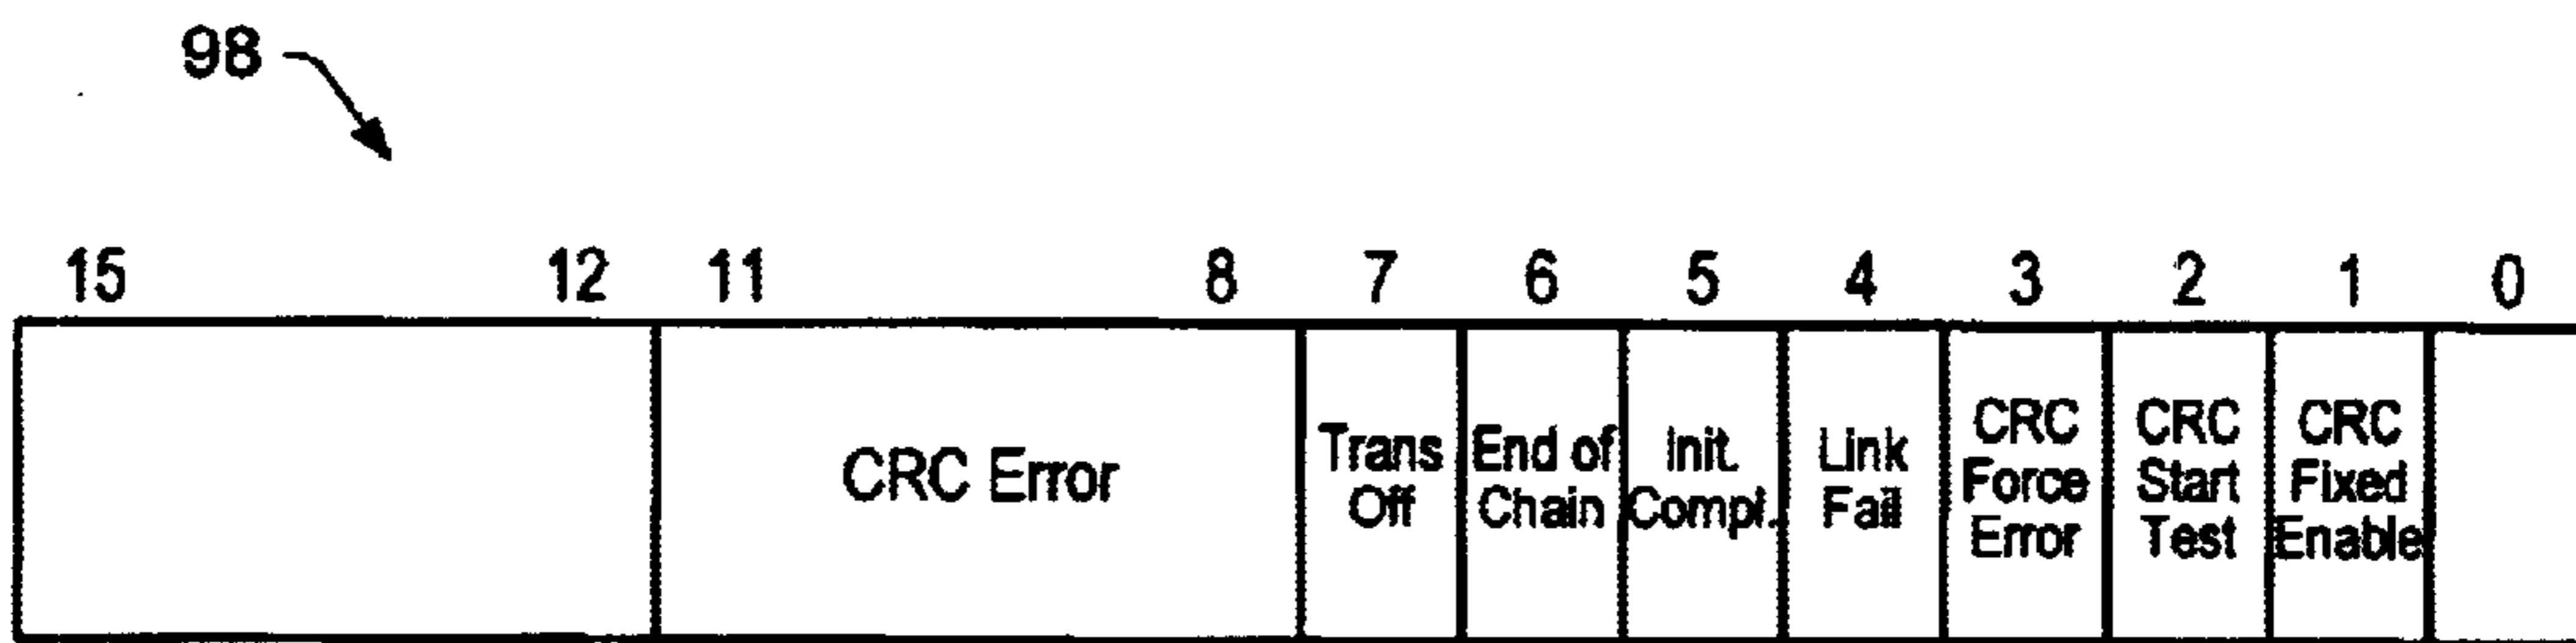 98
15 12 11 8 7 6 5 4 3 2 1 0
CRC Error
Trans
Off
End of
Chain
Init.
Compl.
Link
Fail
CRC
Force
Error
CRC
Start
Test
CRC
Fixed
Enable